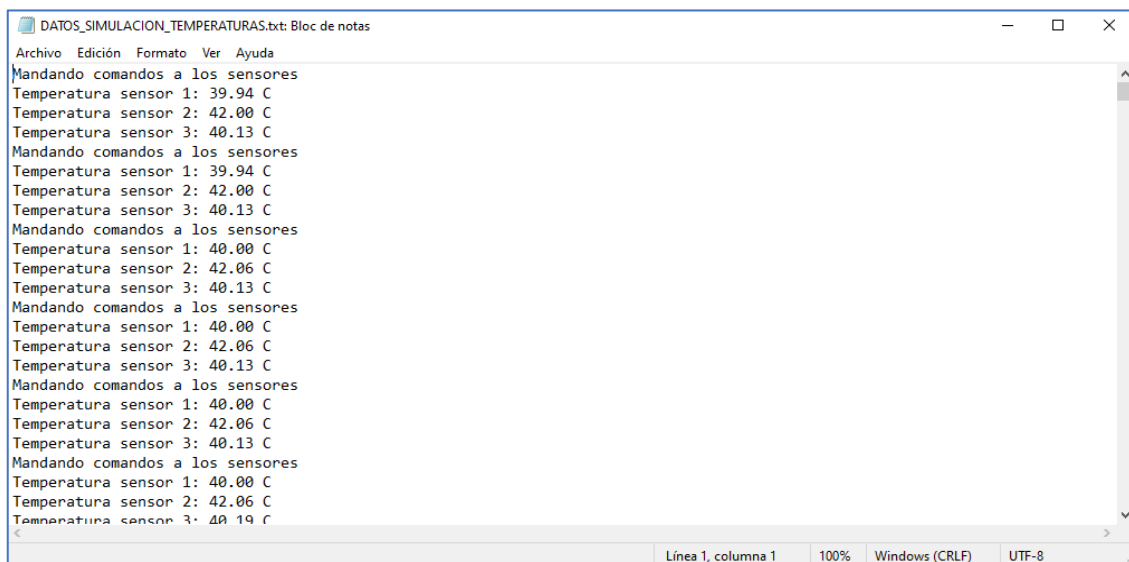 DATOS_SIMULACION_TEMPERATURAS.txt: Bloc de notas
Archivo Edición Formato Ver Ayuda
Mandando comandos a los sensores
Temperatura sensor 1: 39.94 C
Temperatura sensor 2: 42.00 C
Temperatura sensor 3: 40.13 C
Mandando comandos a los sensores
Temperatura sensor 1: 39.94 C
Temperatura sensor 2: 42.00 C
Temperatura sensor 3: 40.13 C
Mandando comandos a los sensores
Temperatura sensor 1: 40.00 C
Temperatura sensor 2: 42.06 C
Temperatura sensor 3: 40.13 C
Mandando comandos a los sensores
Temperatura sensor 1: 40.00 C
Temperatura sensor 2: 42.06 C
Temperatura sensor 3: 40.13 C
Mandando comandos a los sensores
Temperatura sensor 1: 40.00 C
Temperatura sensor 2: 42.06 C
Temperatura sensor 3: 40.13 C
Mandando comandos a los sensores
Temperatura sensor 1: 40.00 C
Temperatura sensor 2: 42.06 C
Temperatura sensor 3: 40.19 C
Línea 1, columna 1 100% Windows (CRLF) UTF-8